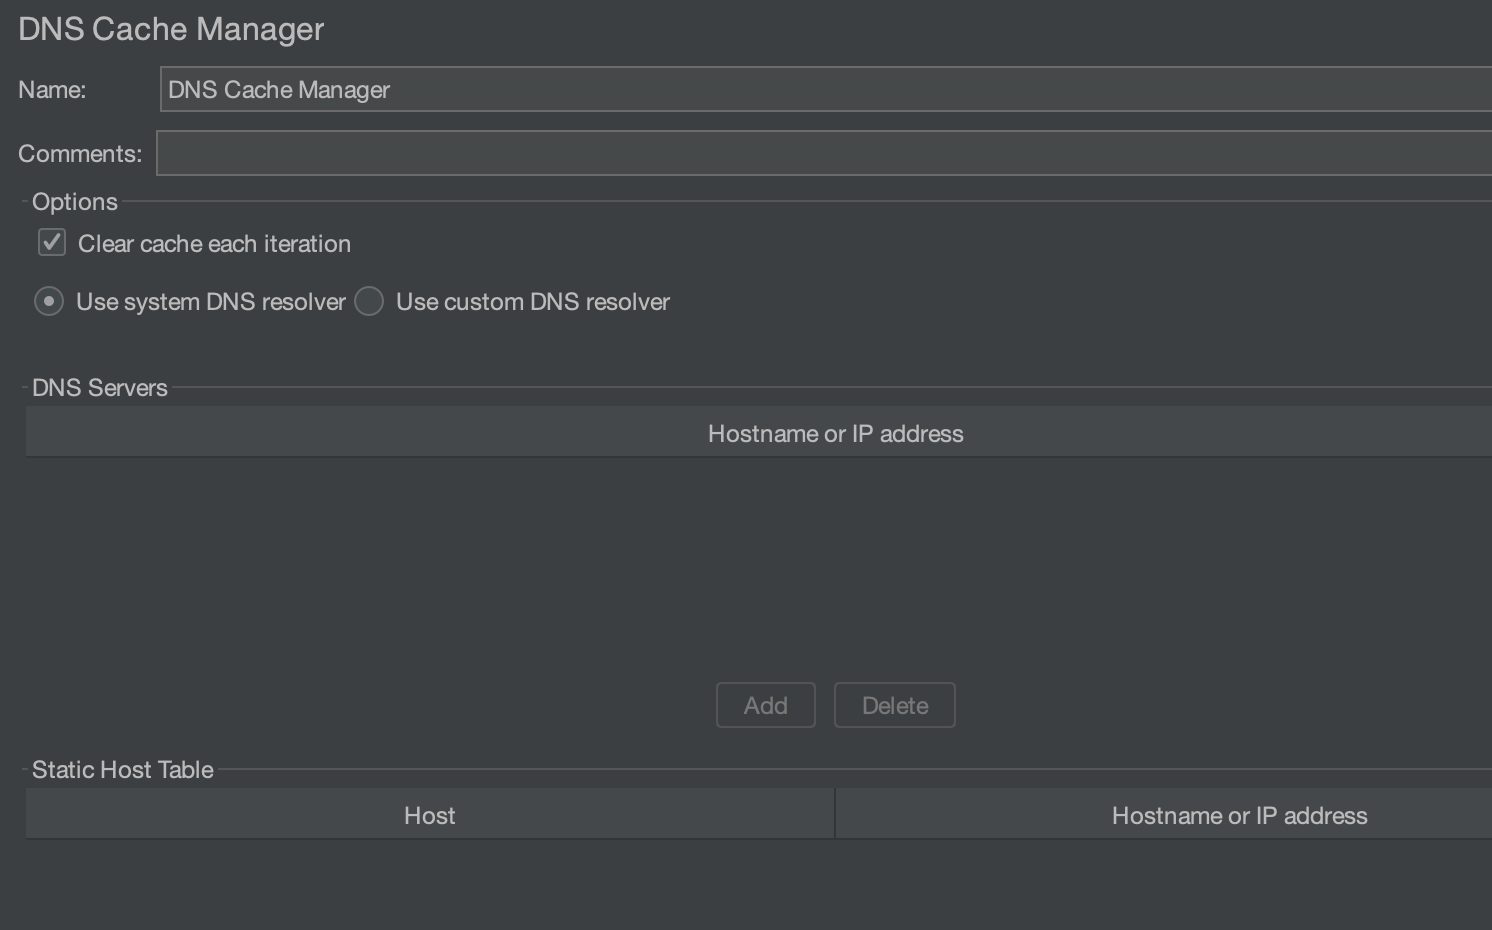 DNS Cache Manager
Name: DNS Cache Manager
Comments:
Options
Clear cache each iteration
Use system DNS resolver Use custom DNS resolver
DNS Servers
Hostname or IP address
Add Delete
Static Host Table
Host Hostname or IP address